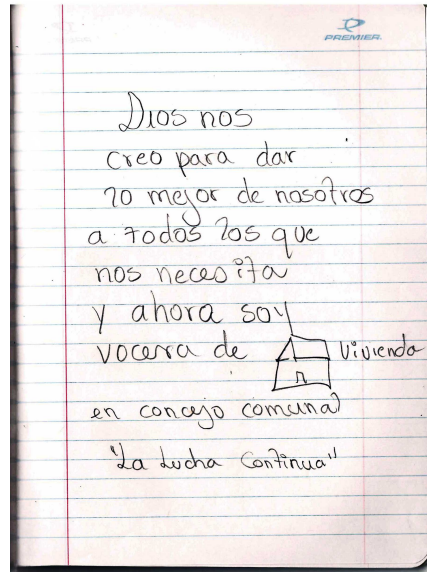 PREMIER
Dios nos
creo para dar
lo mejor de nosotros
a todos los que
nos necesita
y ahora soy
vocera de Vivienda
en concejo comunal
"La Lucha Continua"